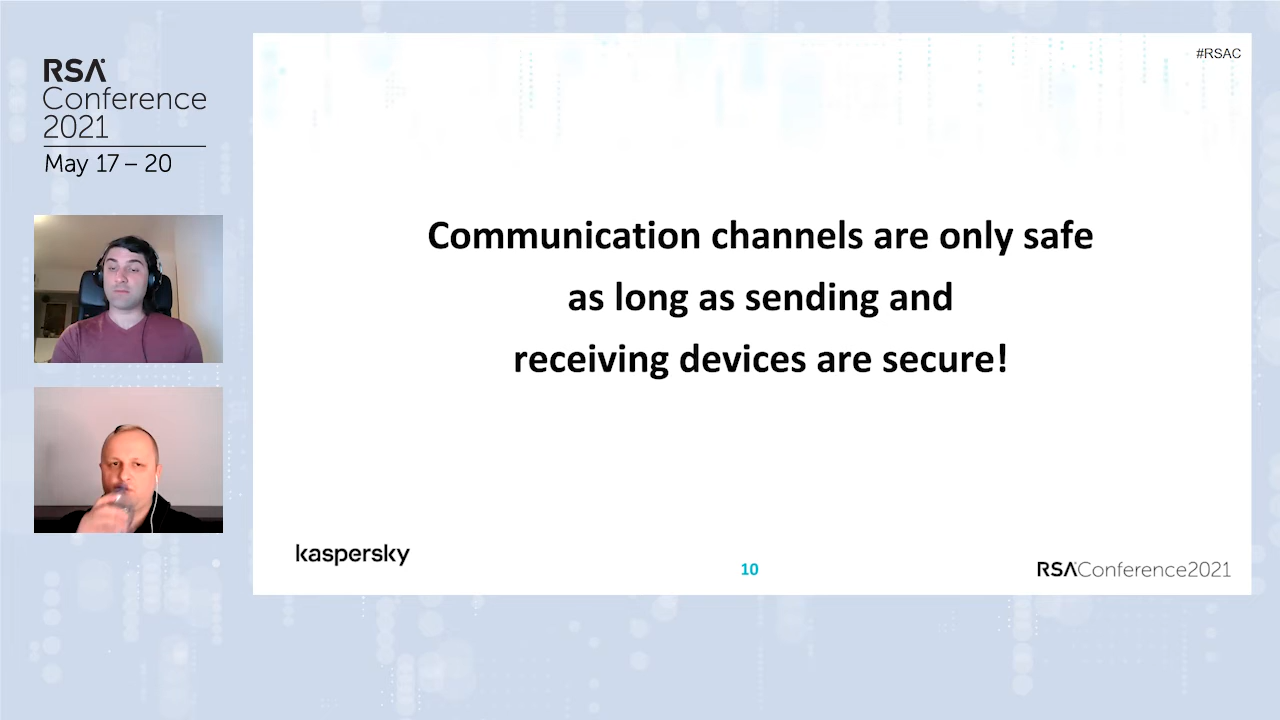 RSA
Conference
2021
May 17 – 20
#RSAC
Communication channels are only safe
as long as sending and
receiving devices are secure!
kaspersky
10
RSAConference2021